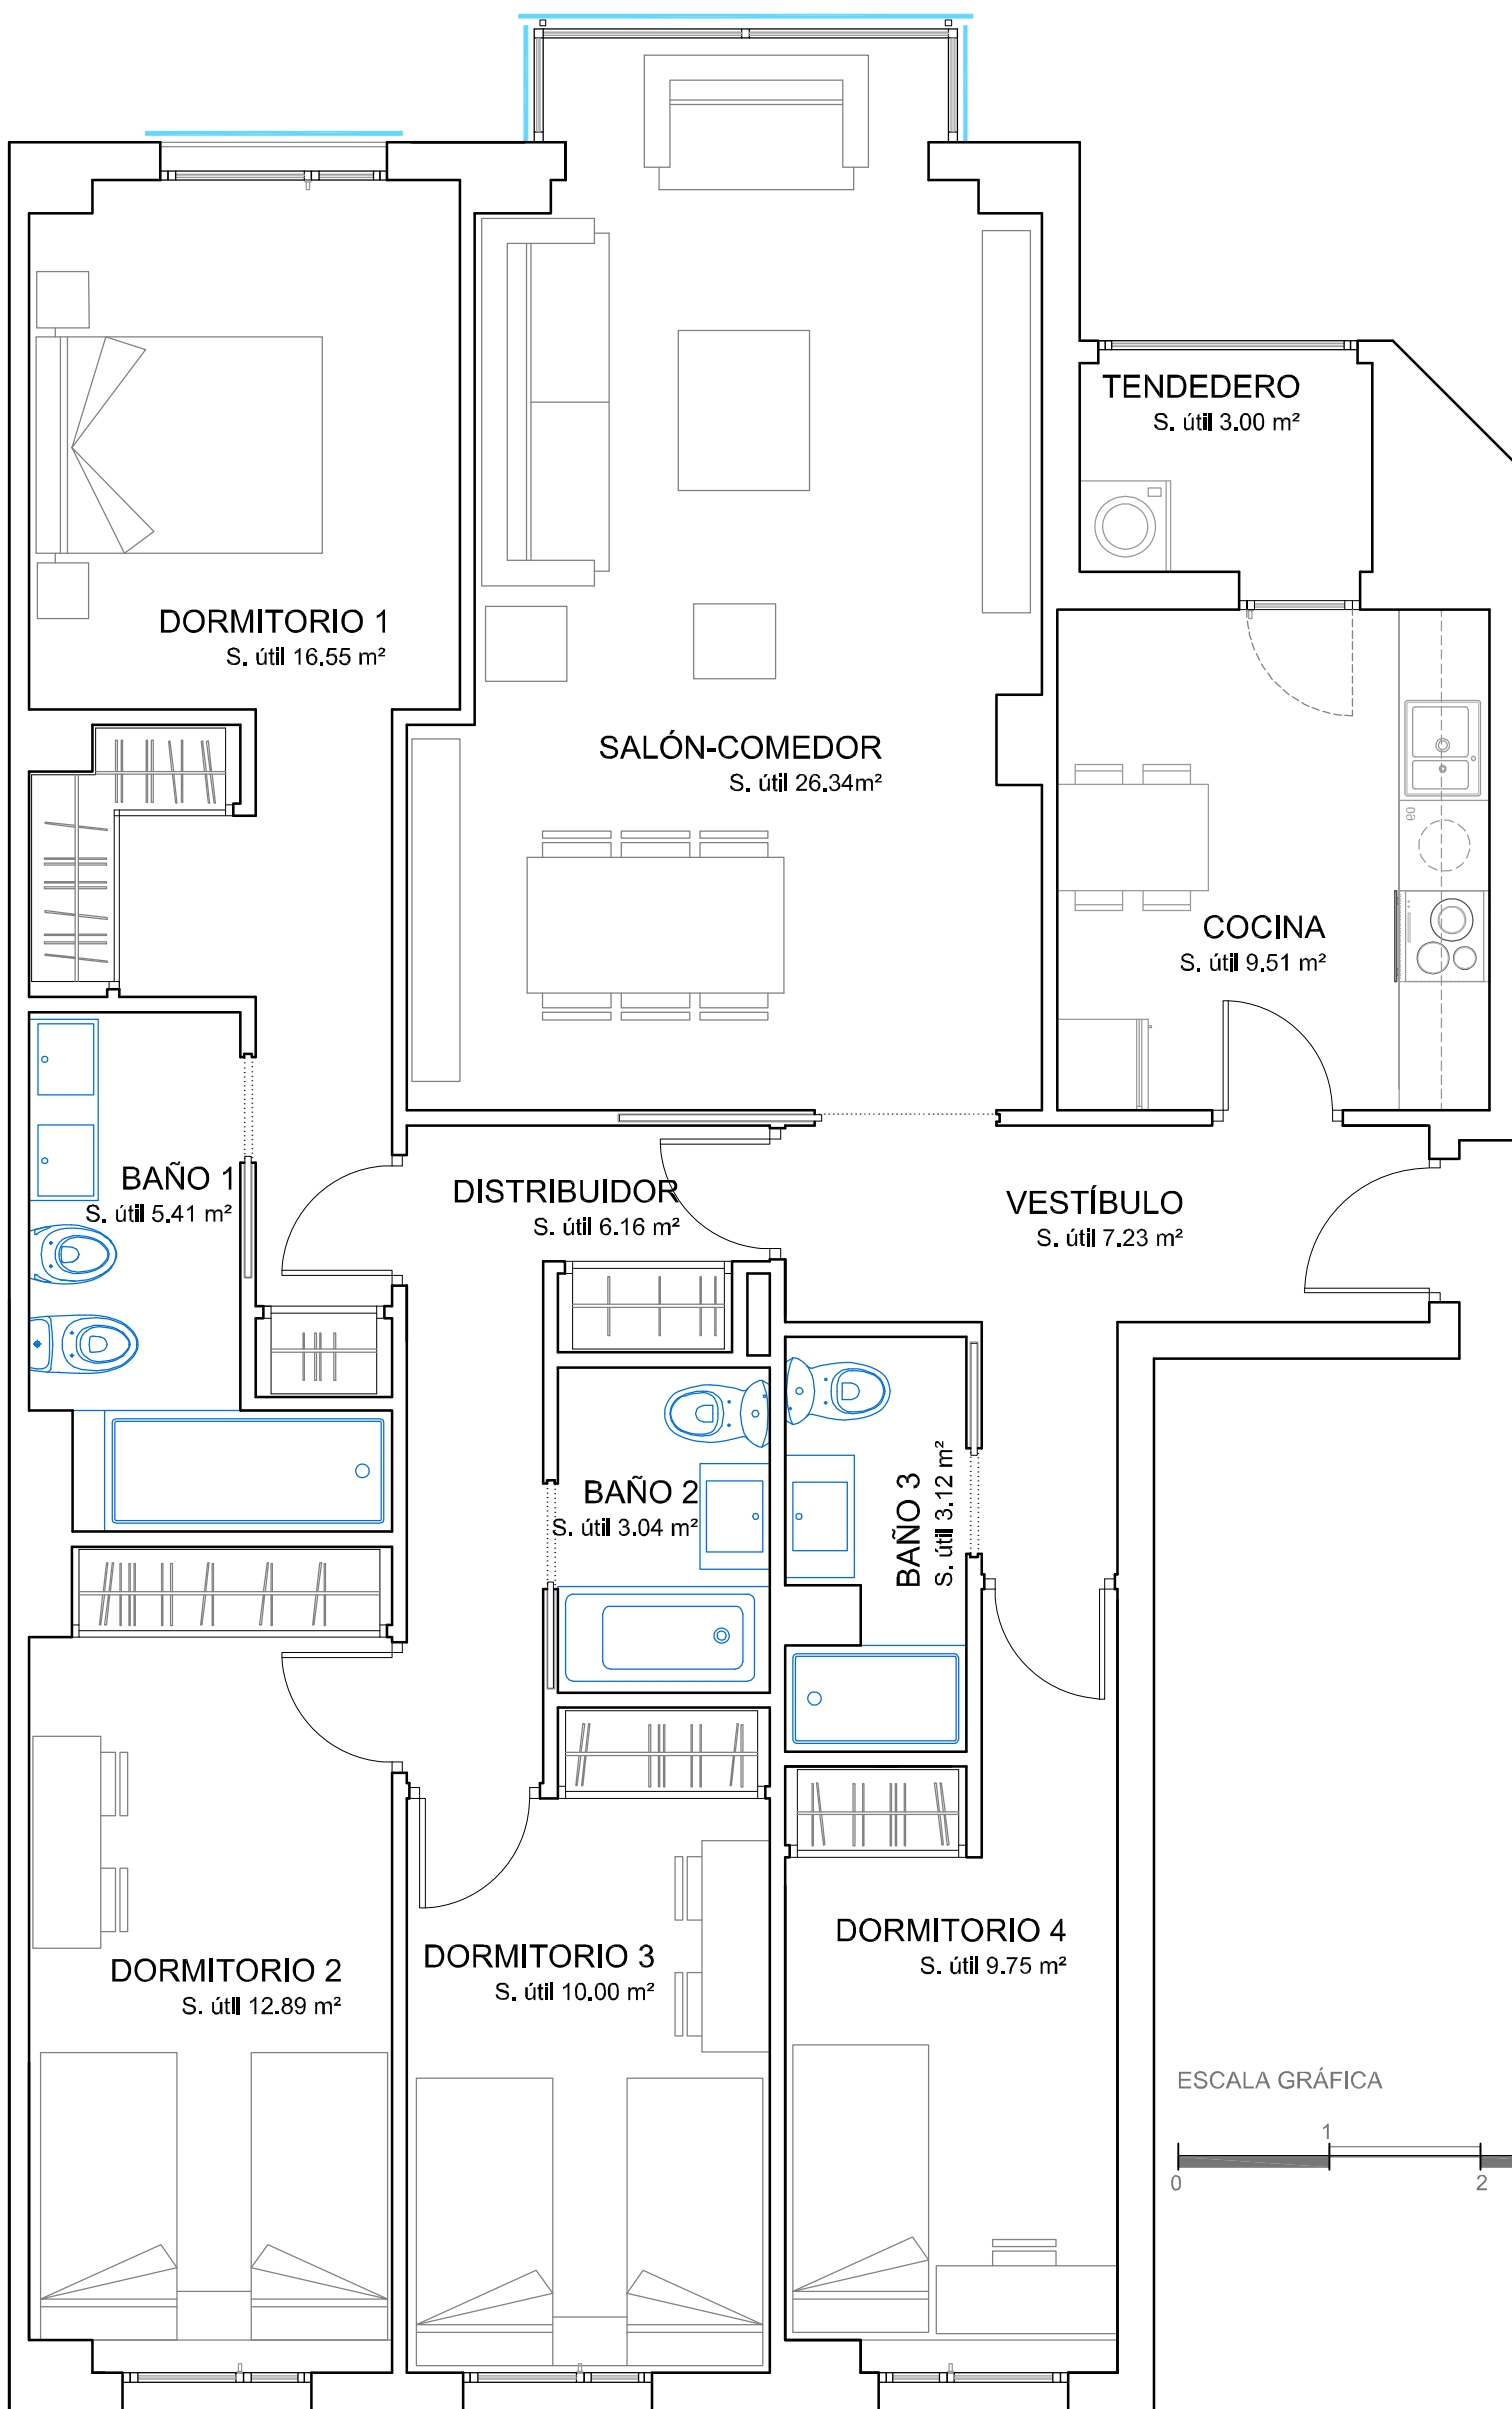 TENDEDERO
S. útil 3.00 m²
DORMITORIO 1
S. útil 16.55 m²
SALÓN-COMEDOR
S. útil 26.34m²
COCINA
S. útil 9.51 m²
BAÑO 1
S. útil 5.41 m²
DISTRIBUIDOR
S. útil 6.16 m²
VESTÍBULO
S. útil 7.23 m²
BAÑO 2
S. útil 3.04 m²
BAÑO 3
S. útil 3.12 m²
DORMITORIO 2
S. útil 12.89 m²
DORMITORIO 3
S. útil 10.00 m²
DORMITORIO 4
S. útil 9.75 m²
ESCALA GRÁFICA
1
0 2